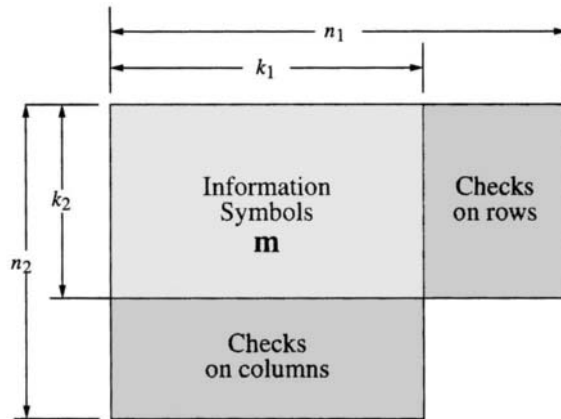 n₁
k₁
k₂
n₂
Information
Symbols
m
Checks
on rows
Checks
on columns